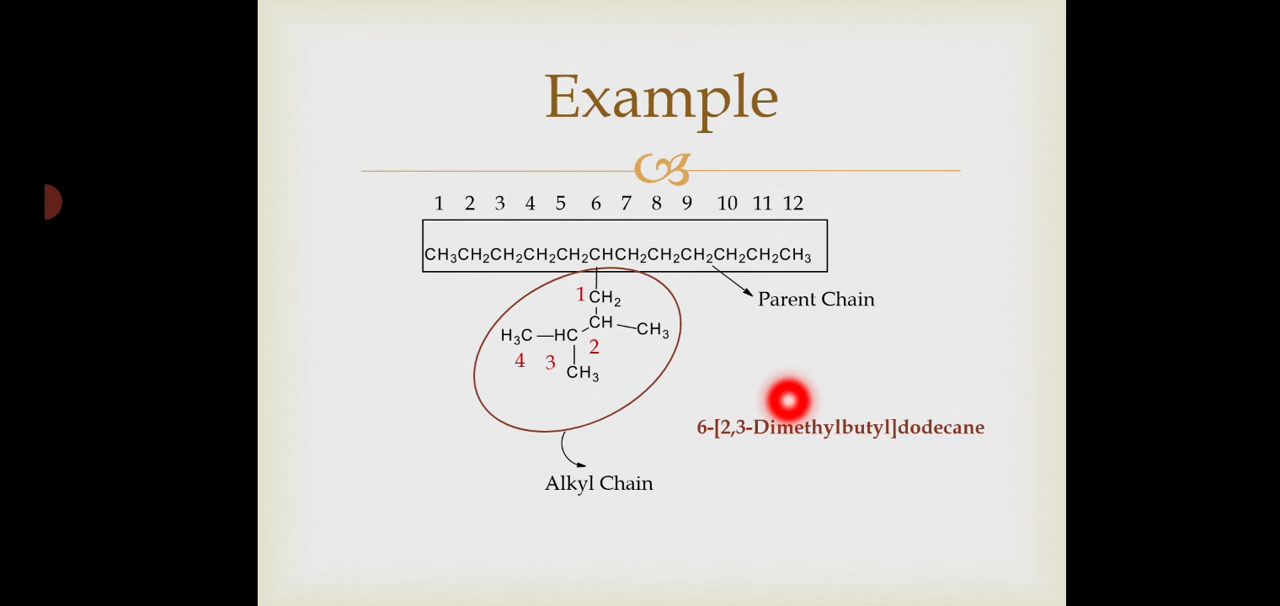 Example
1 2 3 4 5 6 7 8 9 10 11 12
CH₃CH₂CH₂CH₂CH₂CHCH₂CH₂CH₂CH₂CH₂CH₃
1 CH₂
Parent Chain
CH CH₃
H₃C HC
2
4 3
CH₃
6-[2,3-Dimethylbutyl]dodecane
Alkyl Chain